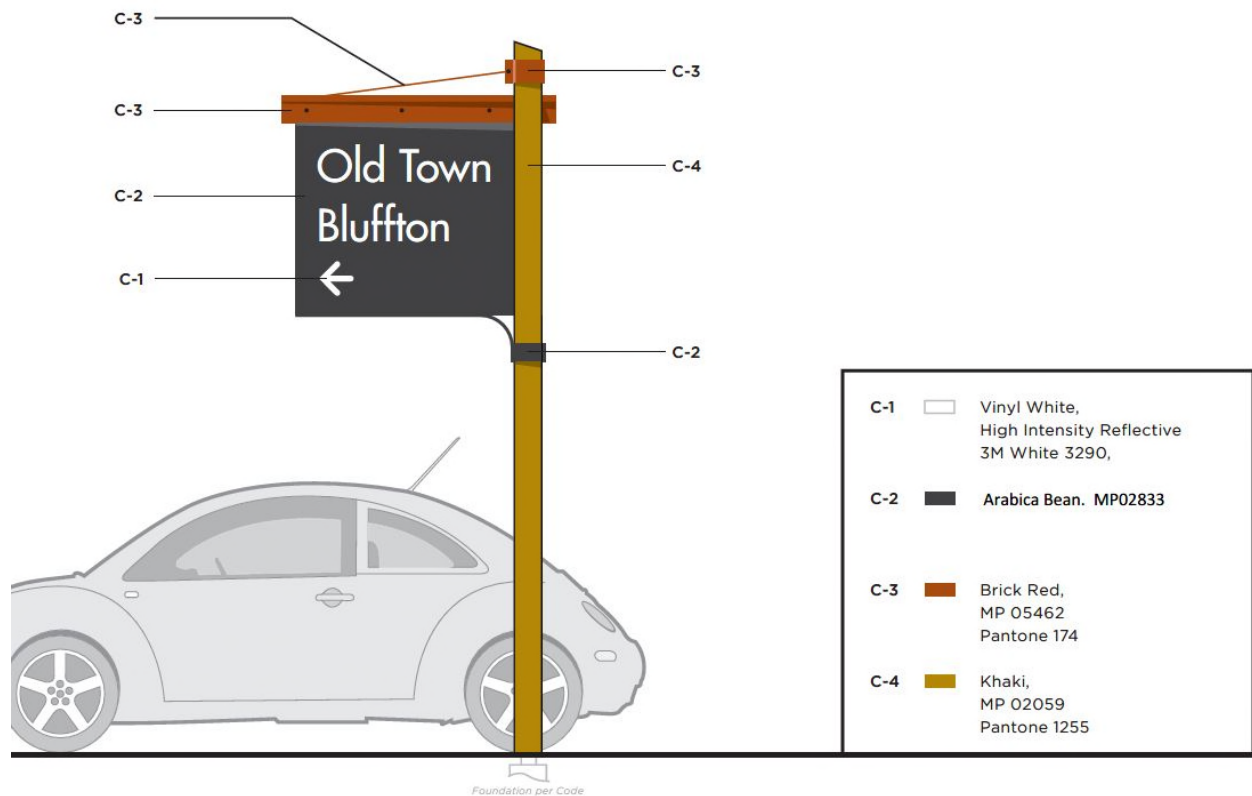 C-3
C-3
C-3
C-4
C-2
Old Town
Bluffton
C-1
C-2
C-1 Vinyl White,
High Intensity Reflective
3M White 3290,
C-2 Arabica Bean. MP02833
C-3 Brick Red,
MP 05462
Pantone 174
C-4 Khaki,
MP 02059
Pantone 1255
Foundation per Code